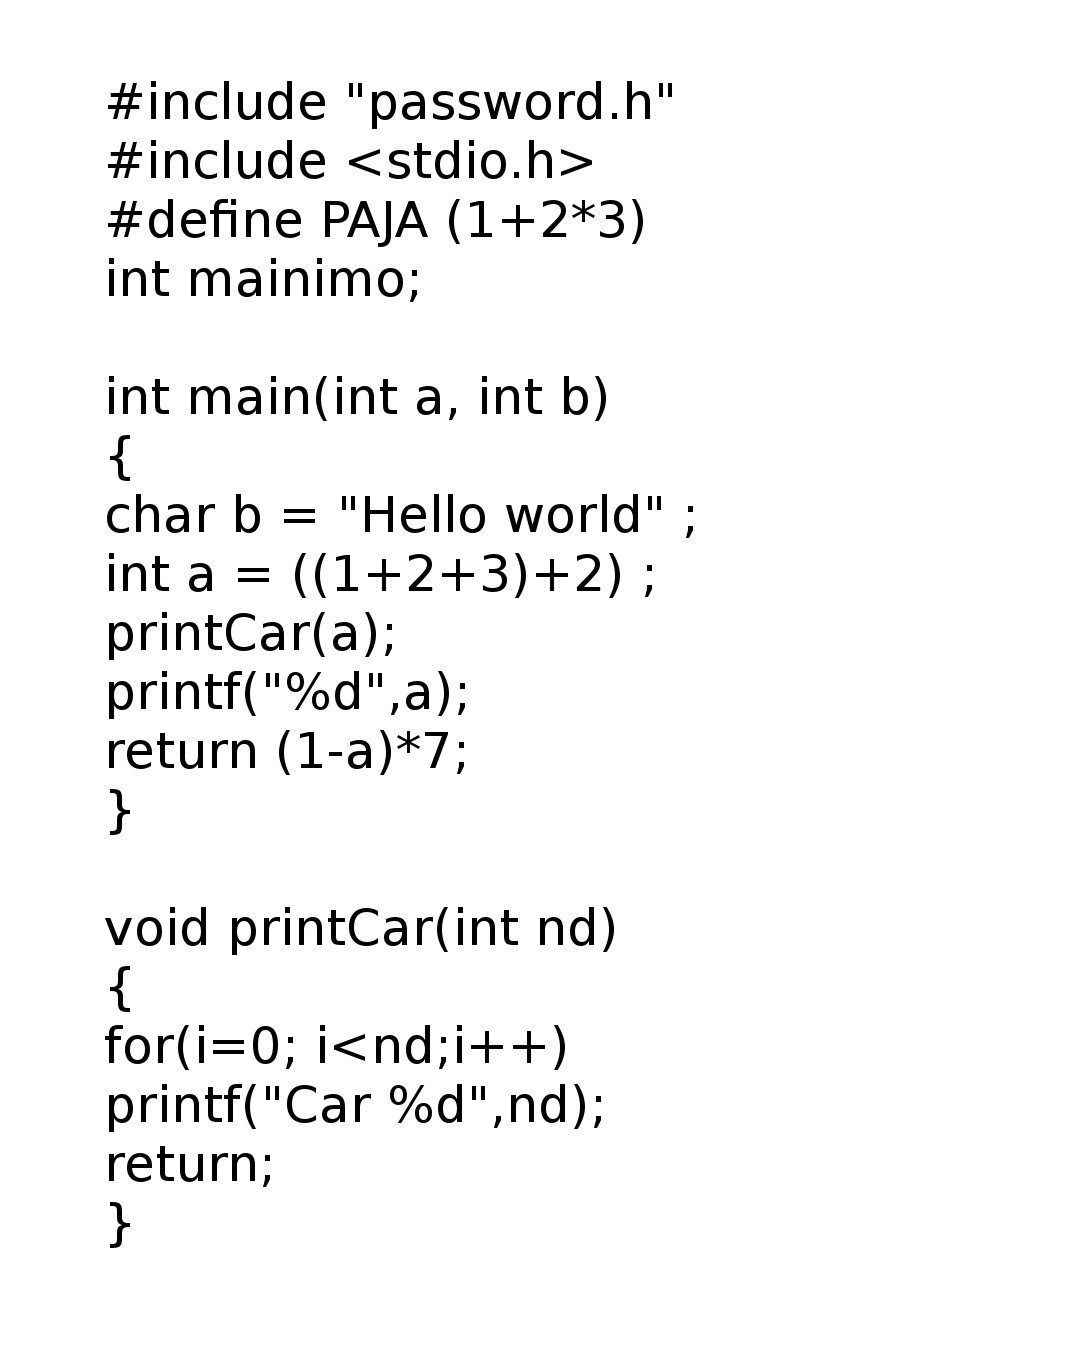 #include "password.h"
#include <stdio.h>
#define PAJA (1+2*3)
int mainimo;

int main(int a, int b)
{
char b = "Hello world" ;
int a = ((1+2+3)+2) ;
printCar(a);
printf("%d",a);
return (1-a)*7;
}

void printCar(int nd)
{
for(i=0; i<nd;i++)
printf("Car %d",nd);
return;
}